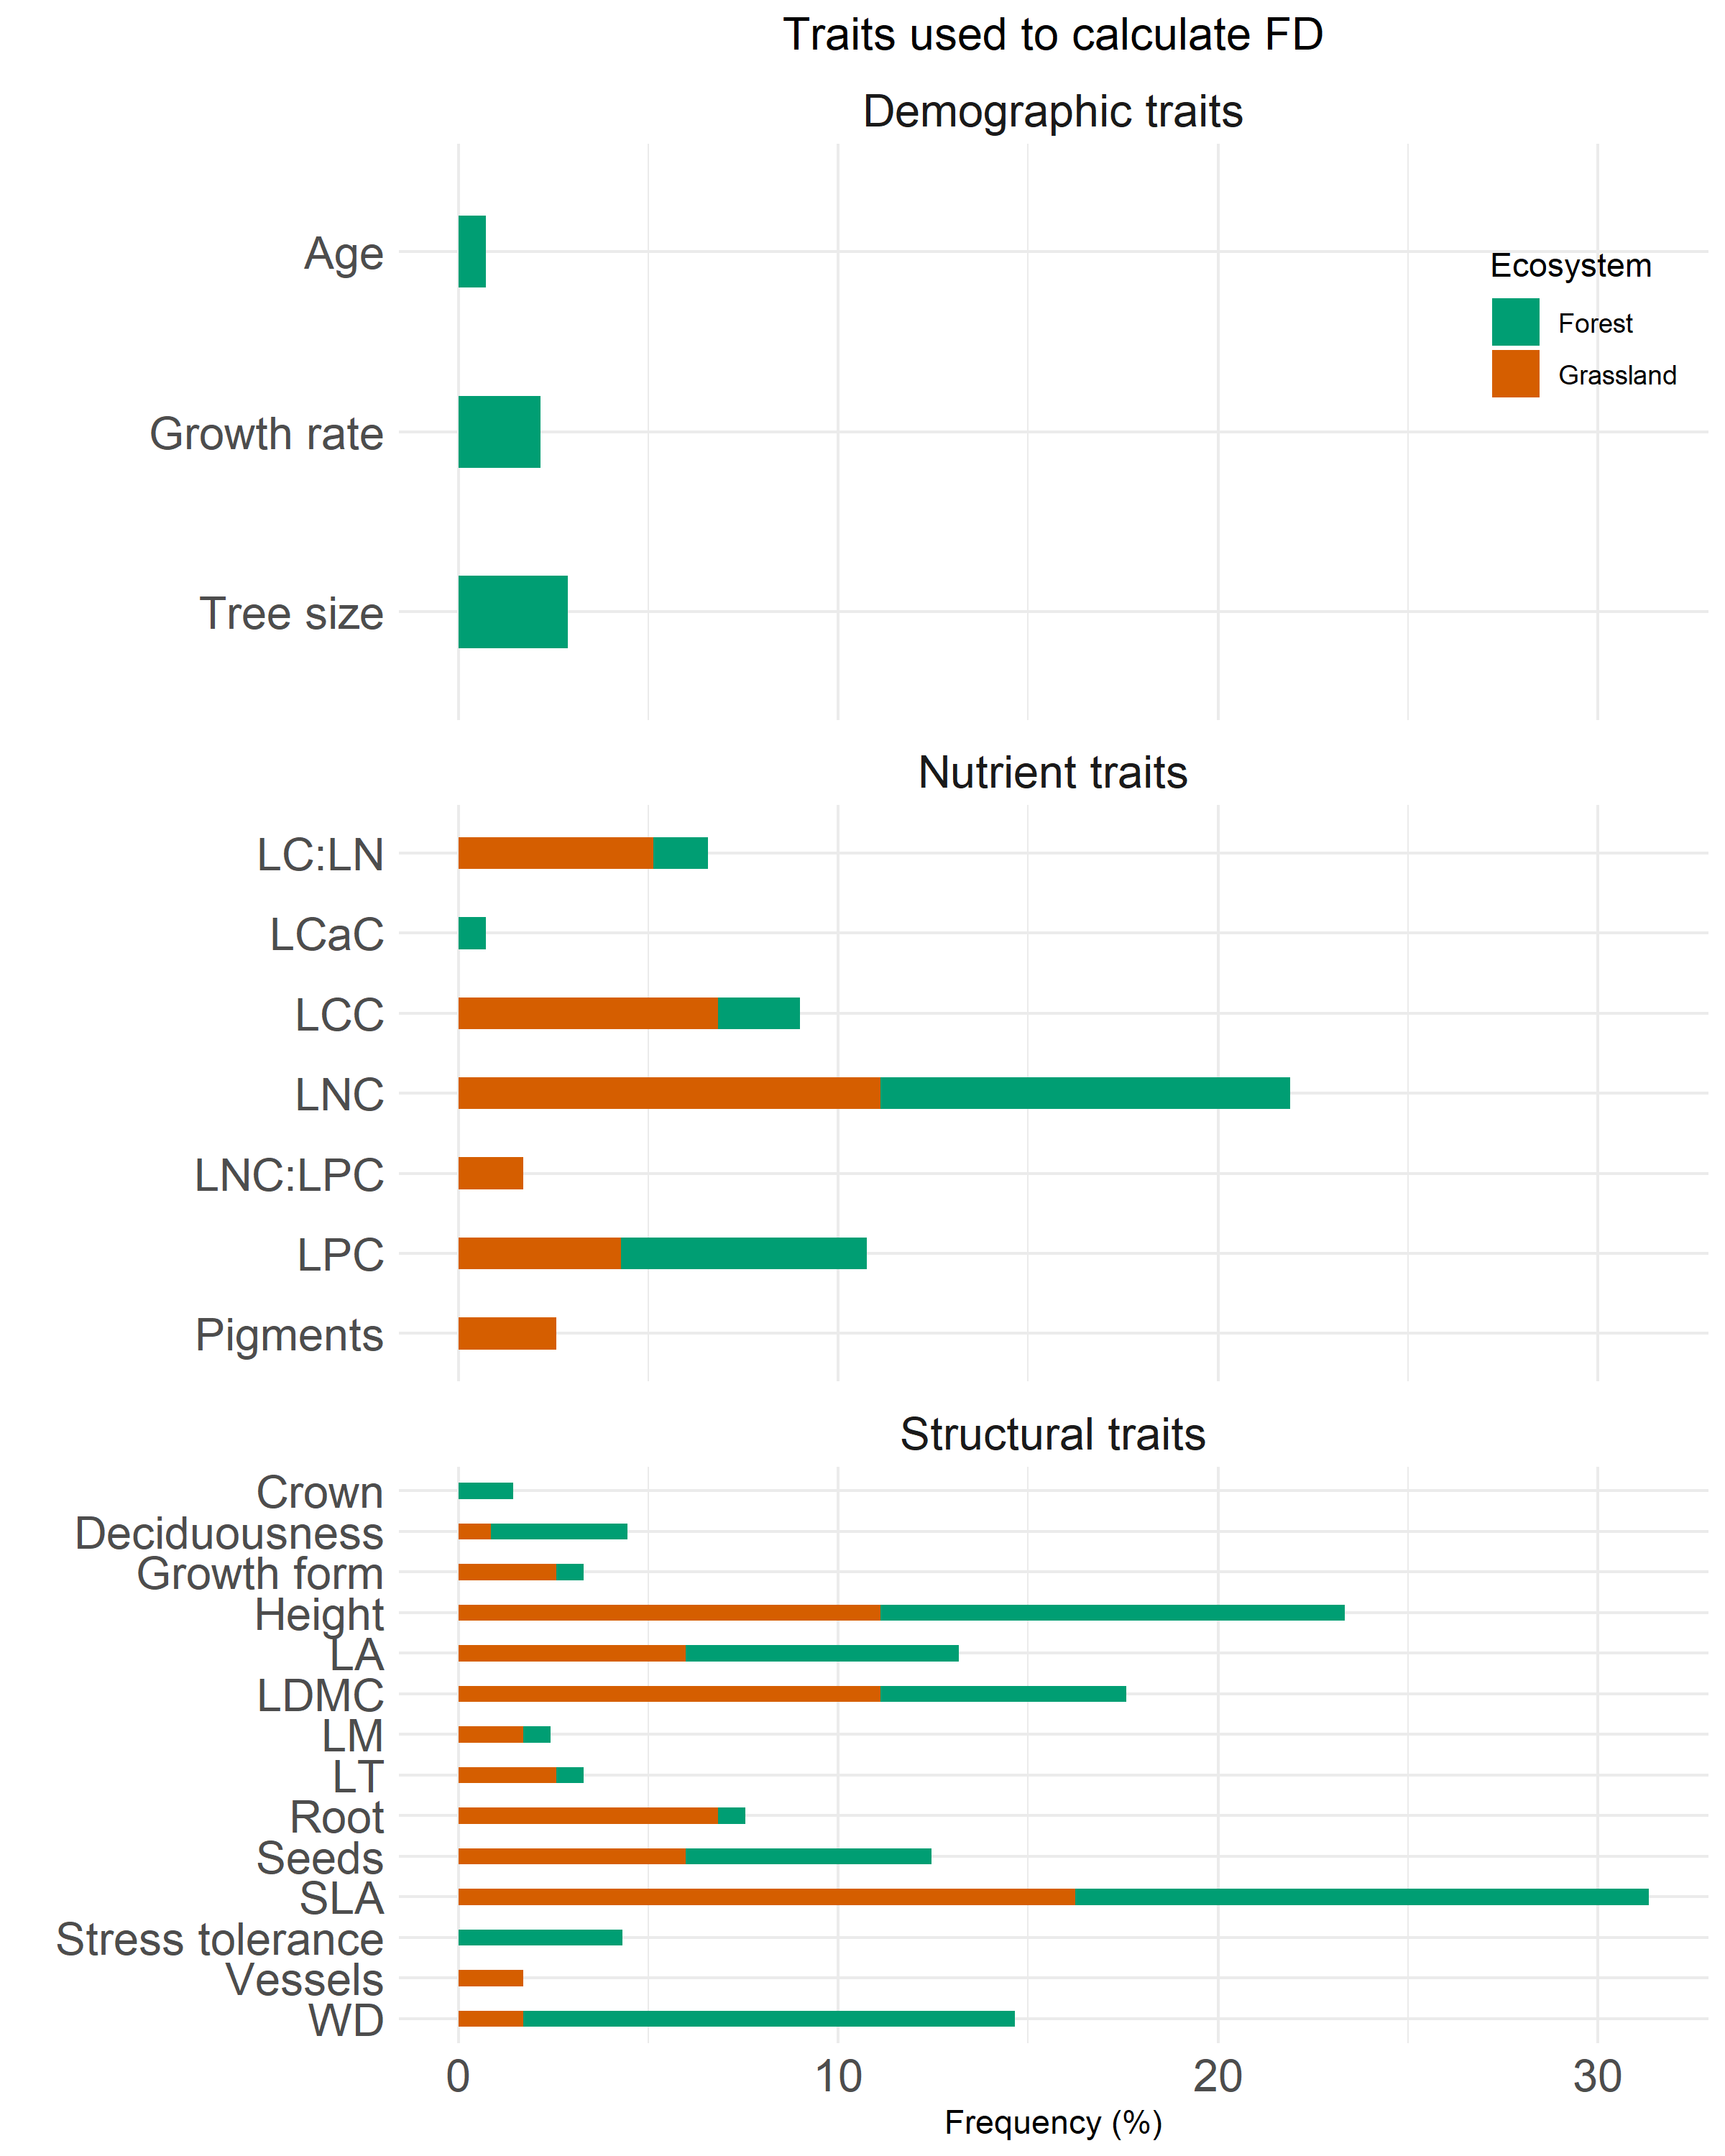 Traits used to calculate FD
Demographic traits
Age
Growth rate
Tree size
Ecosystem
Forest
Grassland
Nutrient traits
LC:LN
LCaC
LCC
LNC
LNC:LPC
LPC
Pigments
Structural traits
Crown
Deciduousness
Growth form
Height
LA
LDMC
LM
LT
Root
Seeds
SLA
Stress tolerance
Vessels
WD
0 10 20 30
Frequency (%)